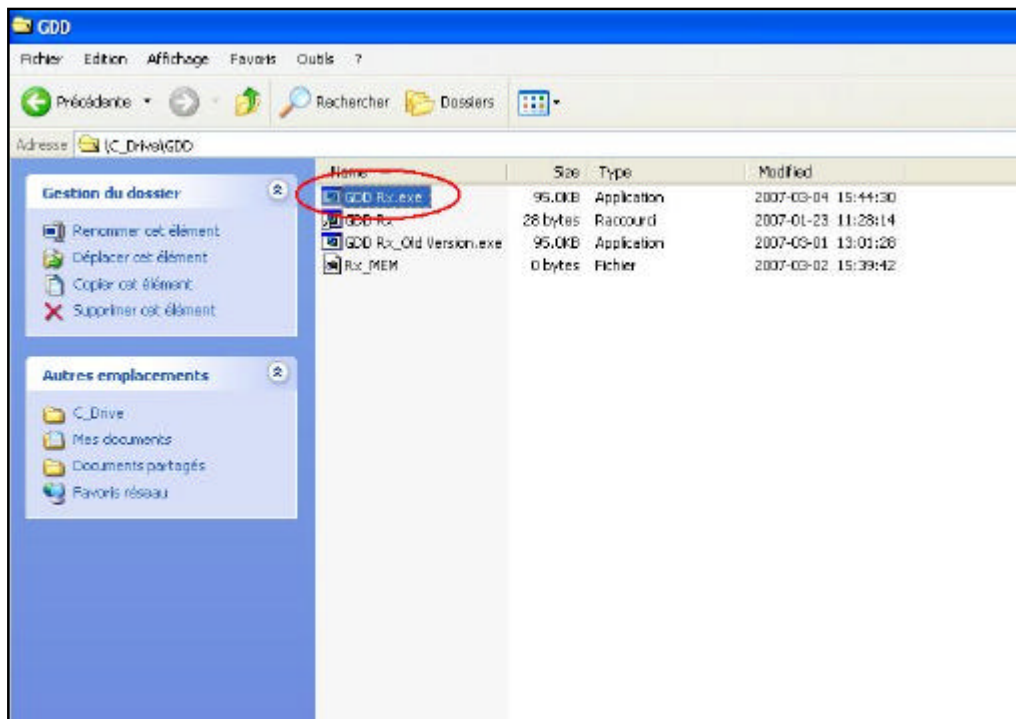 GDD
Fichier Edition Affichage Favoris Outils ?
Précédente Rechercher Dossiers
Adresse \C_Drive\GDD
Name Size Type Modified
Gestion du dossier
Renommer cet élément
Déplacer cet élément
Copier cet élément
Supprimer cet élément
Autres emplacements
C_Drive
Mes documents
Documents partagés
Favoris réseau
GDD Rx.exe 95.0KB Application 2007-03-04 15:44:30
GDD Rx 28 bytes Raccourci 2007-01-23 11:28:14
GDD Rx_Old Version.exe 95.0KB Application 2007-03-01 13:01:28
Rx_MEM 0 bytes Fichier 2007-03-02 15:39:42